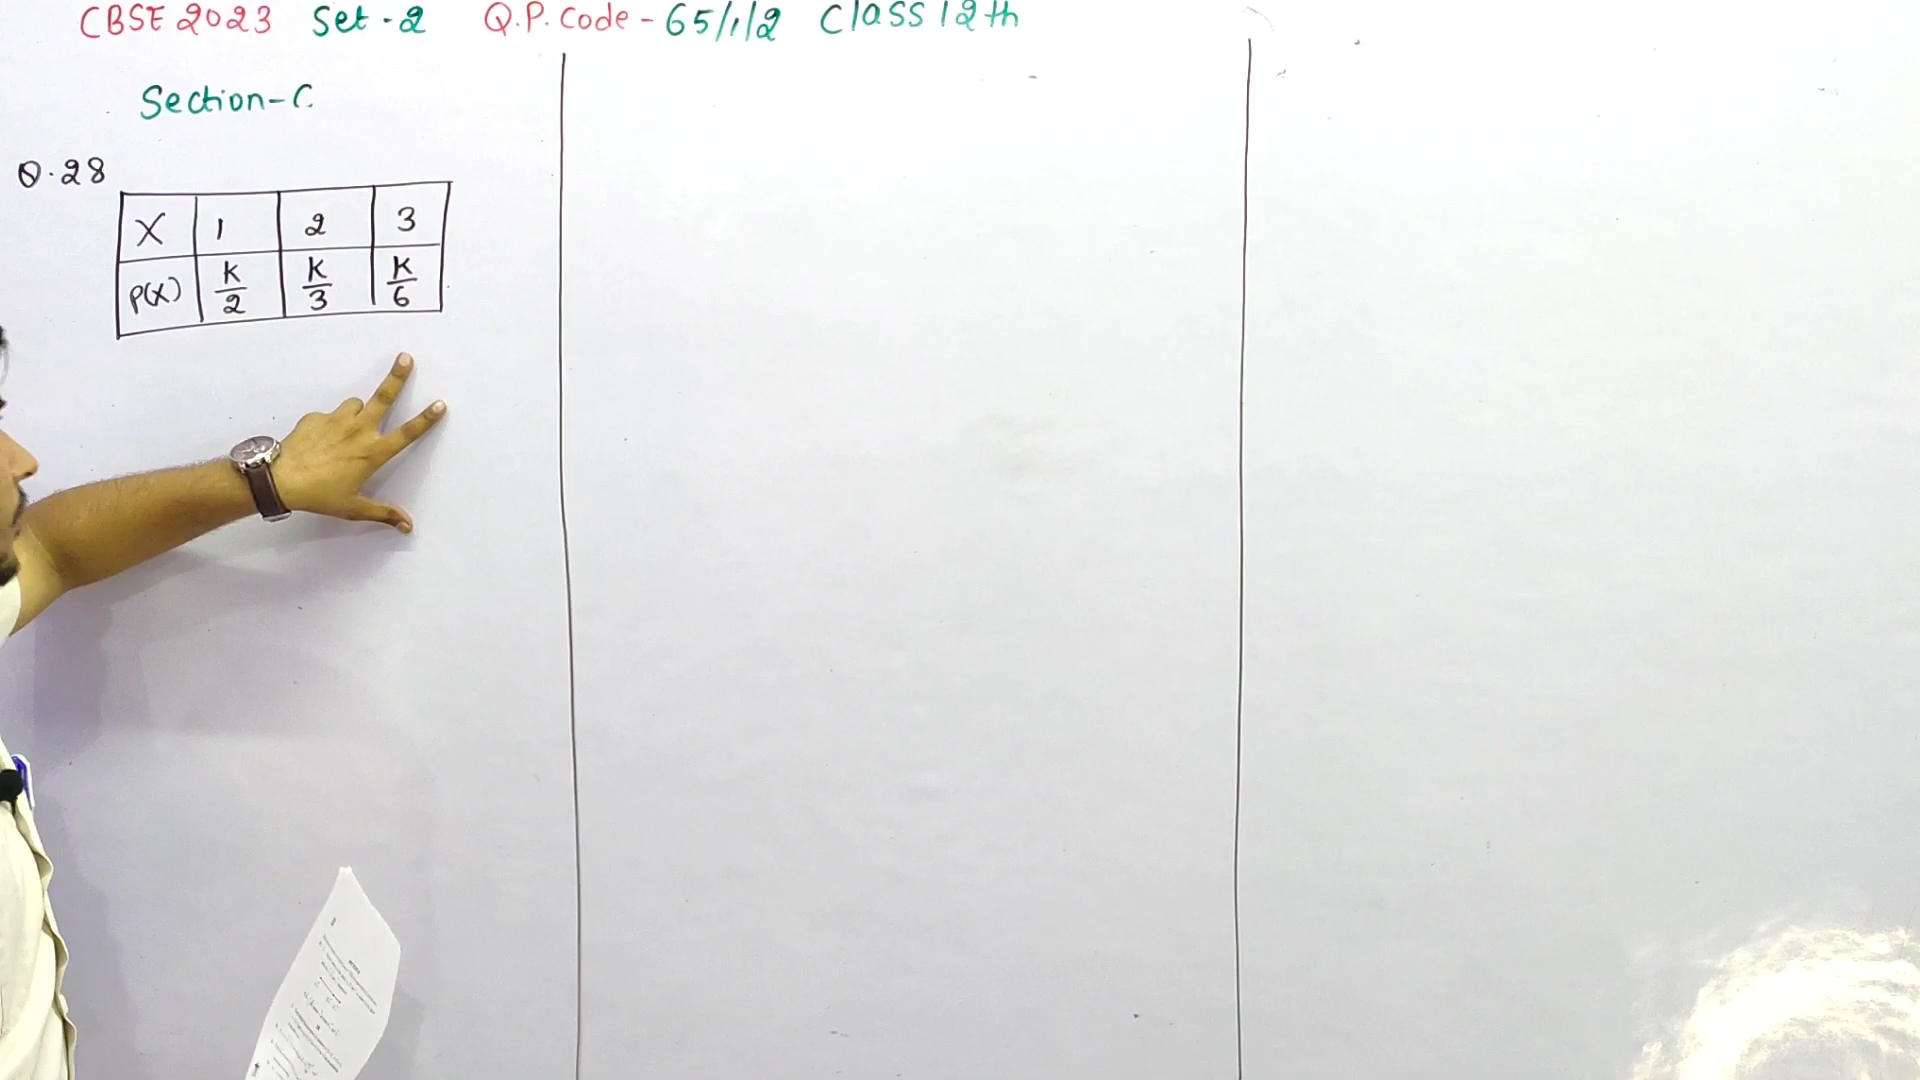 CBSE 2023 Set-2 Q.P. Code - 65/1/2 Class 12th
Section-C
Q.28
X 1 2 3
P(X) K/2 K/3 K/6